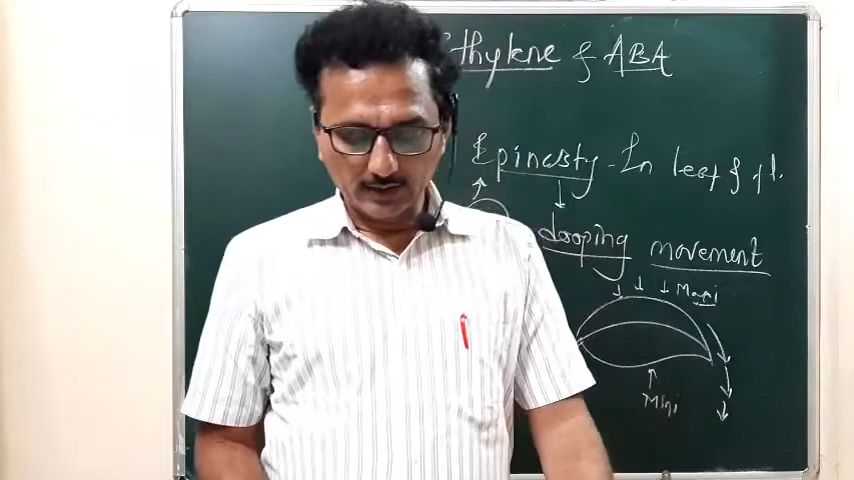 Ethylene & ABA
Epinasty - In leaf & fl.
drooping movement
Maxi
Mini